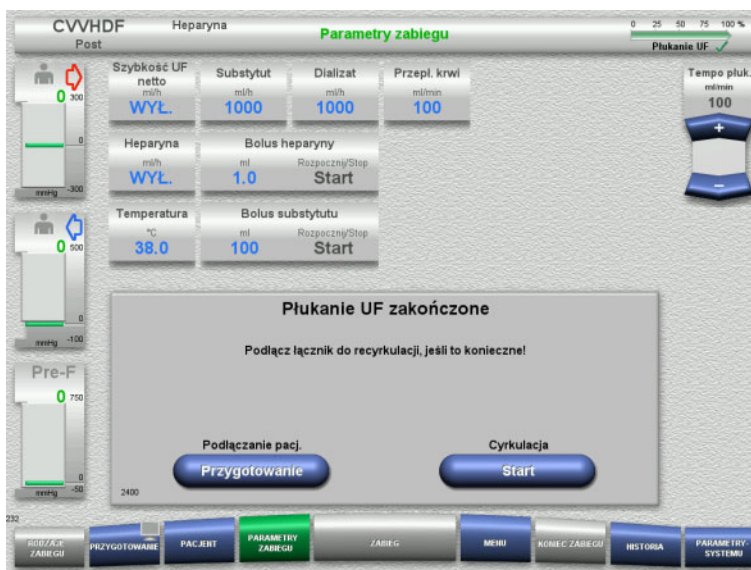 CVVHDF Heparyna
Post
Parametry zabiegu
0 25 50 75 100 %
Płukanie UF
Szybkość UF
netto
ml/h
WYŁ.
Substytut
ml/h
1000
Dializat
ml/h
1000
Przepł. krwi
ml/min
100
Tempo płuk.
ml/min
100
+
−
Heparyna
ml/h
WYŁ.
Bolus heparyny
ml Rozpocznij/Stop
1.0 Start
Temperatura
°C
38.0
Bolus substytutu
ml Rozpocznij/Stop
100 Start
0 300
0
mmHg -300
0 500
0
mmHg -100
Pre-F
0 750
0
mmHg -50
Płukanie UF zakończone
Podłącz łącznik do recyrkulacji, jeśli to konieczne!
Podłączanie pacj.
Przygotowanie
Cyrkulacja
Start
2400
232
RODZAJE
ZABIEGU
PRZYGOTOWANIE
PACJENT
PARAMETRY
ZABIEGU
ZABIEG
MENU
KONIEC ZABIEGU
HISTORIA
PARAMETRY-
SYSTEMU